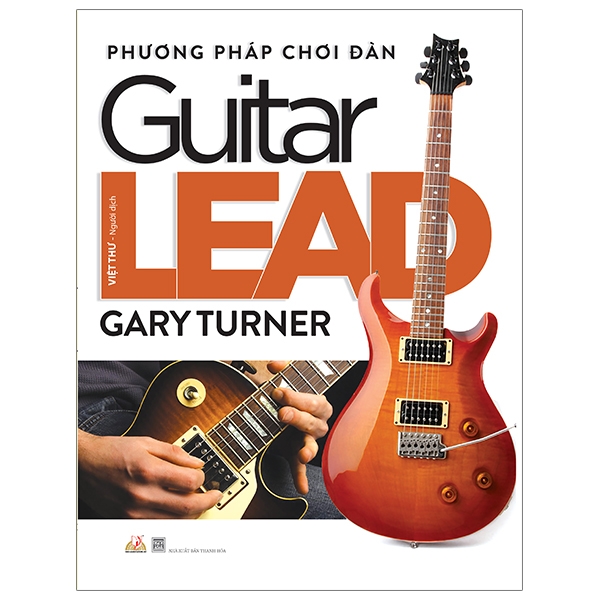 PHƯƠNG PHÁP CHƠI ĐÀN
Guitar
LEAD
VIỆT THƯ - Người dịch
GARY TURNER
NHÀ XUẤT BẢN THANH HÓA